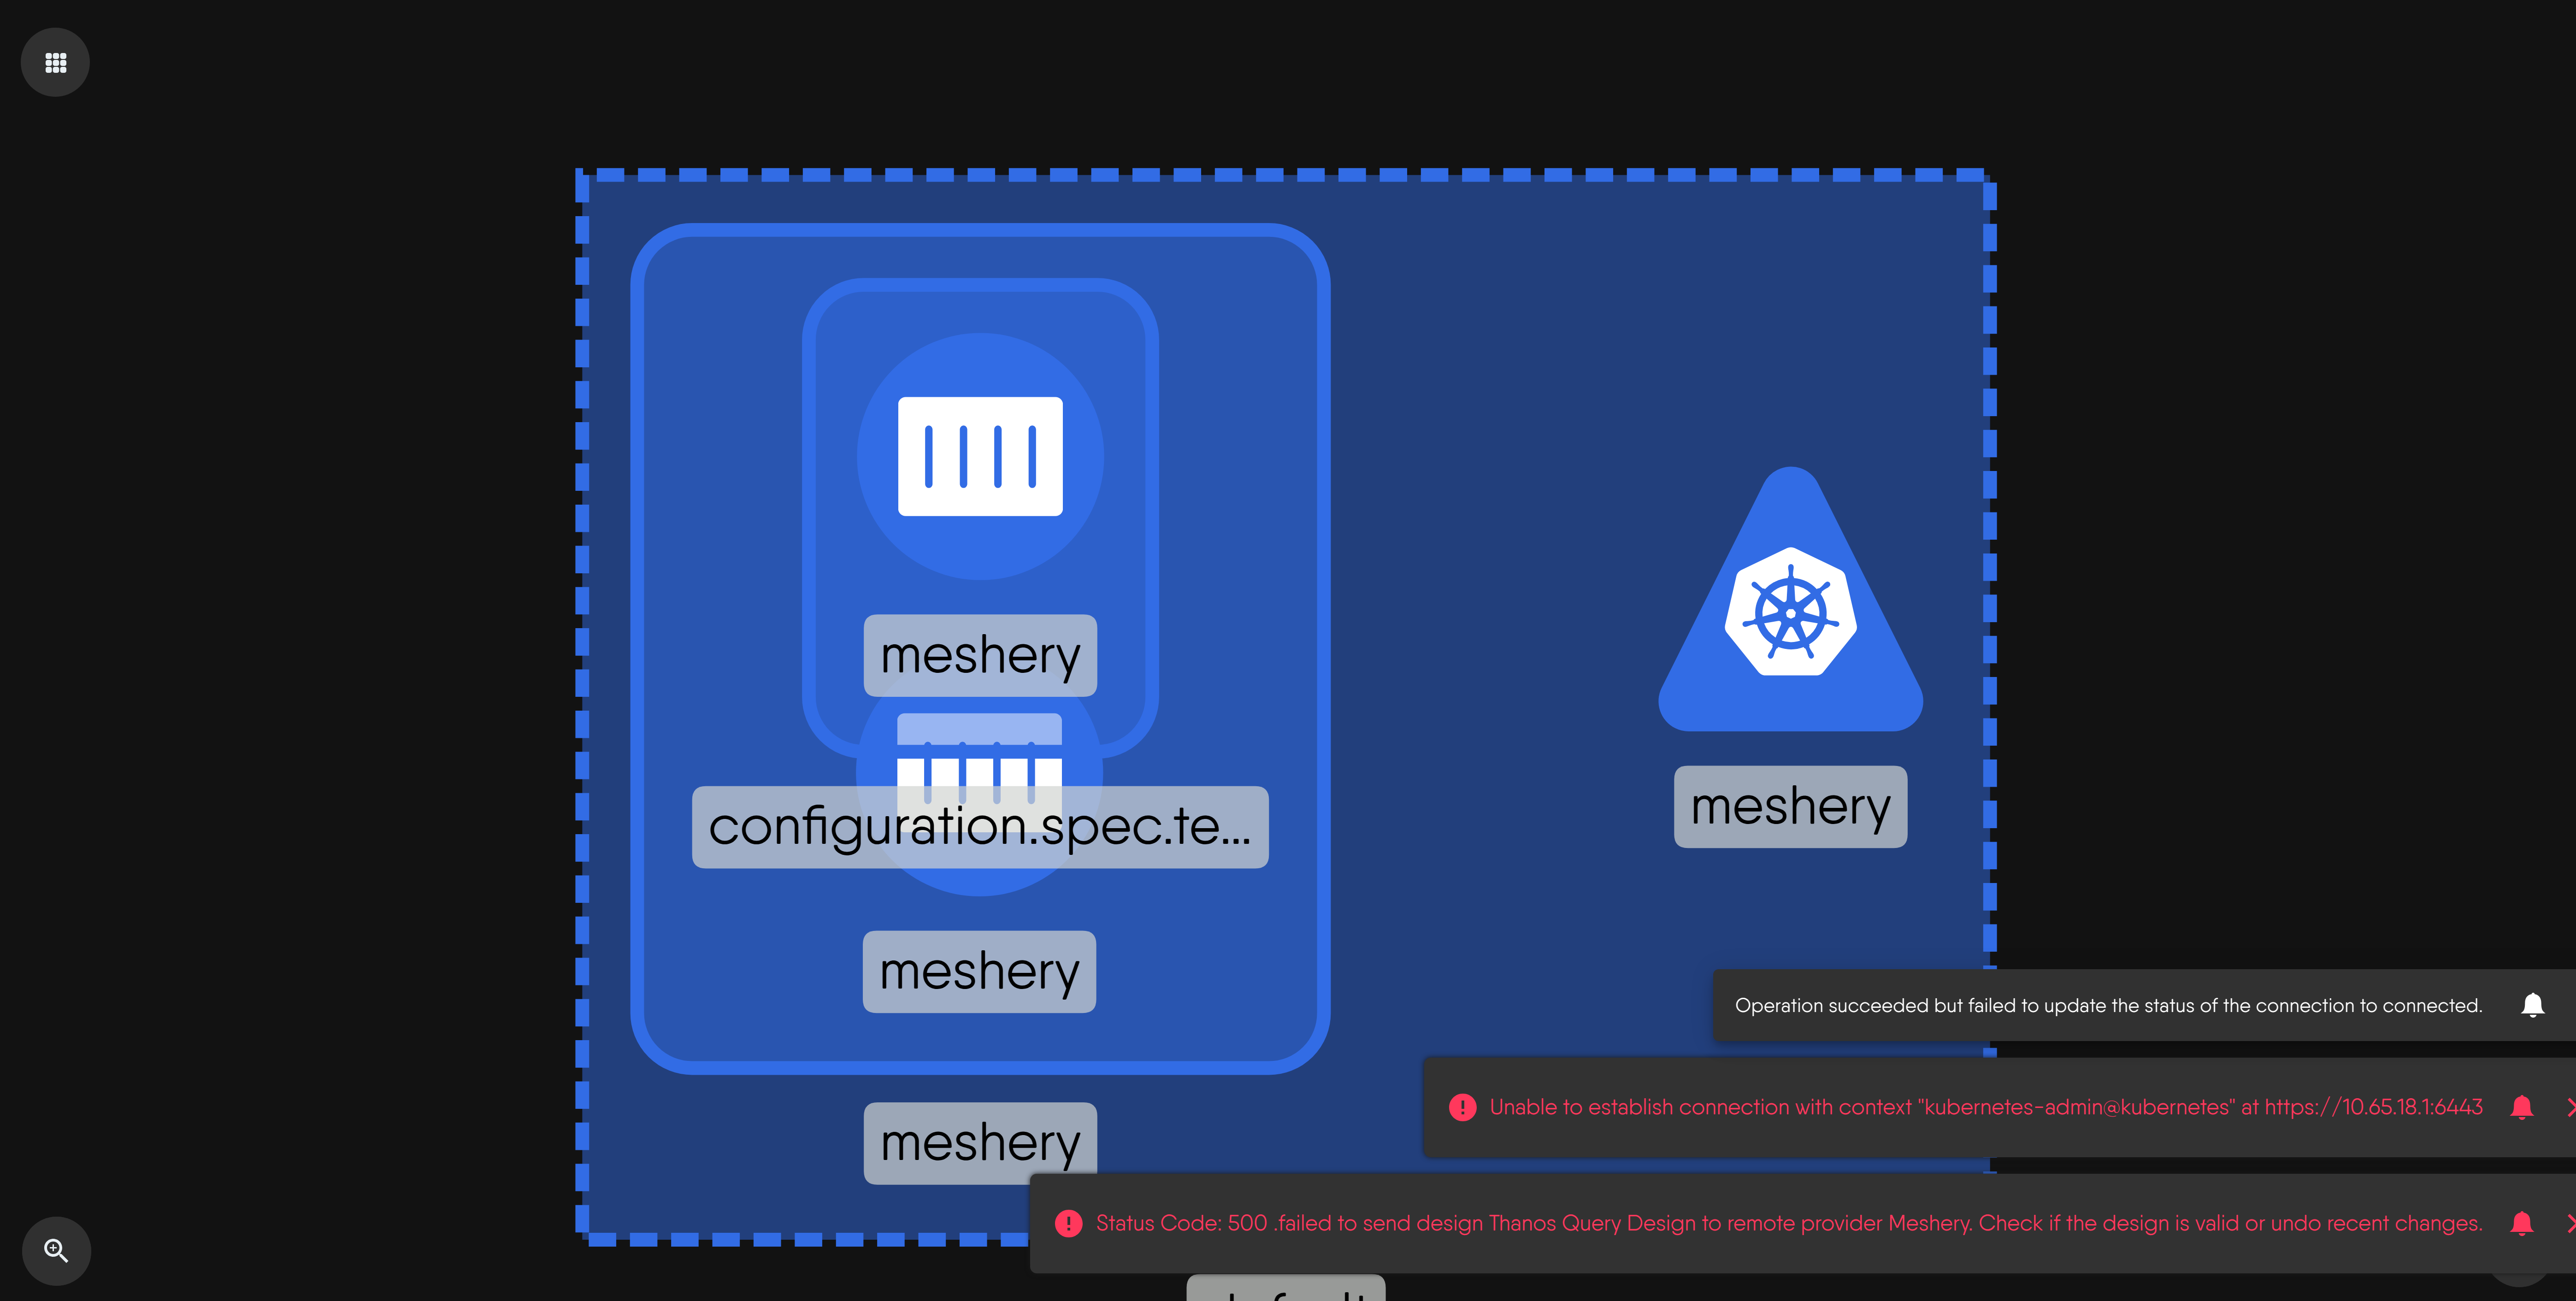 meshery
configuration.spec.te...
meshery
meshery
meshery
Operation succeeded but failed to update the status of the connection to connected.
Unable to establish connection with context "kubernetes-admin@kubernetes" at https://10.65.18.1:6443
Status Code: 500 .failed to send design Thanos Query Design to remote provider Meshery. Check if the design is valid or undo recent changes.